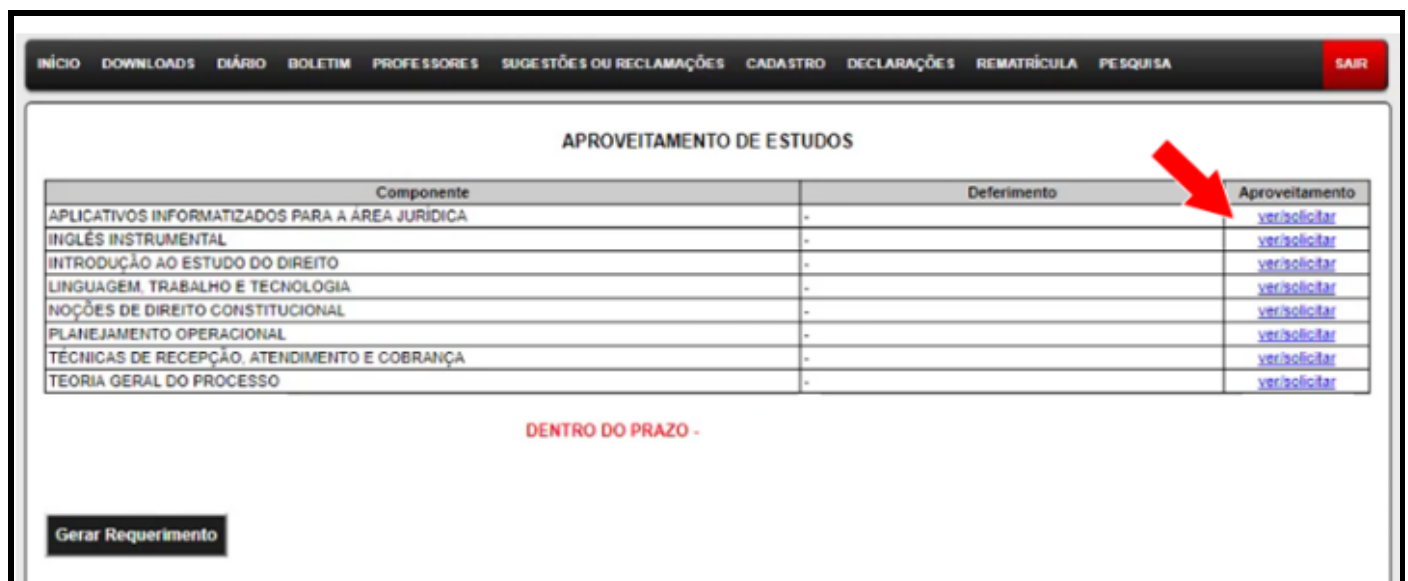 INÍCIO DOWNLOADS DIÁRIO BOLETIM PROFESSORES SUGESTÕES OU RECLAMAÇÕES CADASTRO DECLARAÇÕES REMATRÍCULA PESQUISA SAIR
APROVEITAMENTO DE ESTUDOS
Componente Deferimento Aproveitamento
APLICATIVOS INFORMATIZADOS PARA A ÁREA JURÍDICA - ver/solicitar
INGLÊS INSTRUMENTAL - ver/solicitar
INTRODUÇÃO AO ESTUDO DO DIREITO - ver/solicitar
LINGUAGEM, TRABALHO E TECNOLOGIA - ver/solicitar
NOÇÕES DE DIREITO CONSTITUCIONAL - ver/solicitar
PLANEJAMENTO OPERACIONAL - ver/solicitar
TÉCNICAS DE RECEPÇÃO, ATENDIMENTO E COBRANÇA - ver/solicitar
TEORIA GERAL DO PROCESSO - ver/solicitar
DENTRO DO PRAZO -
Gerar Requerimento